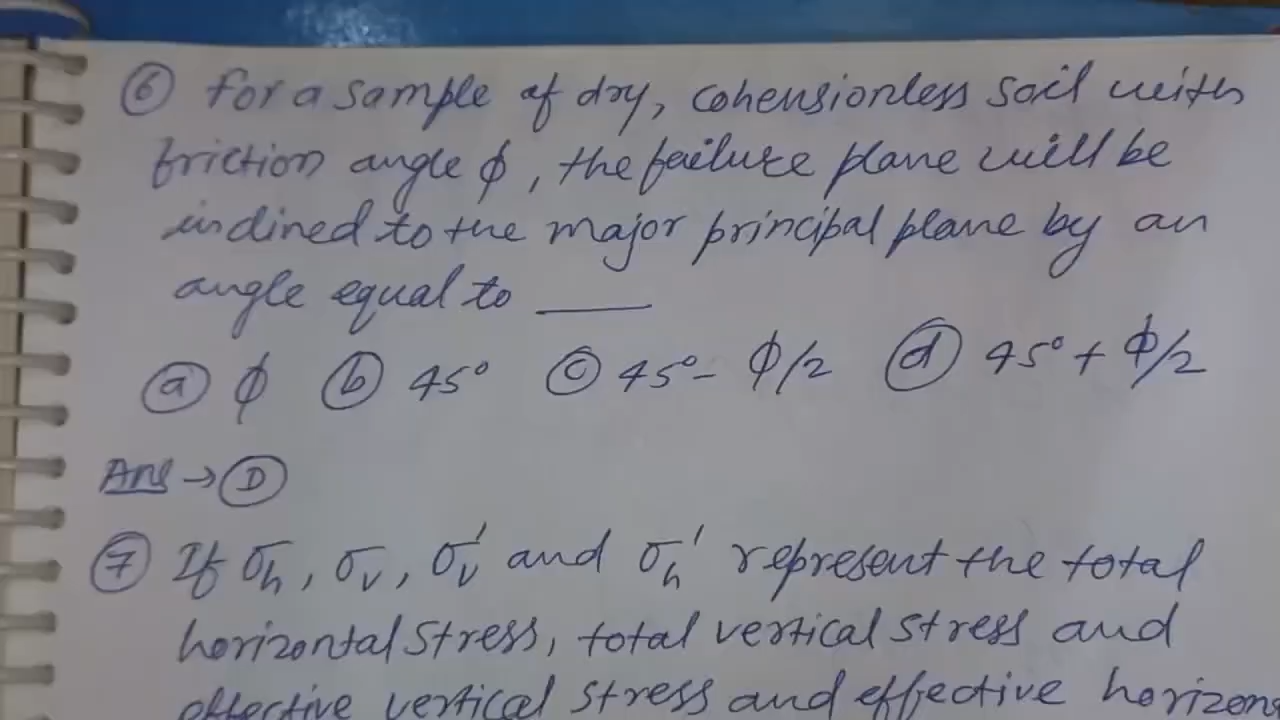 ⑥ For a sample of dry, cohensionless soil with
friction angle ϕ, the failure plane will be
indined to the major principal plane by an
angle equal to ____
ⓐ ϕ ⓑ 45° ⓒ 45° - ϕ/2 ⓓ 45° + ϕ/2
Ans → Ⓓ
⑦ If σh, σv, σv' and σh' represent the total
horizontal stress, total vertical stress and
effective vertical stress and effective horizon